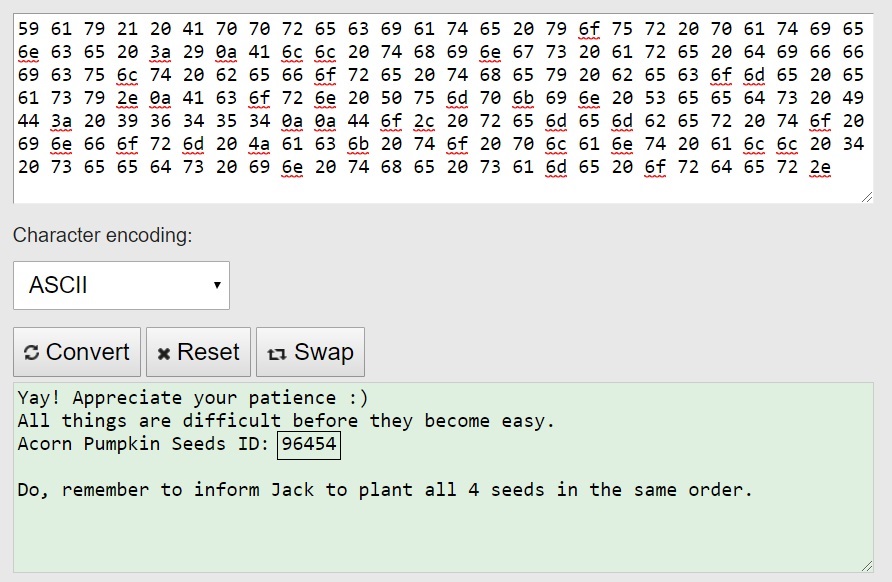 59 61 79 21 20 41 70 70 72 65 63 69 61 74 65 20 79 6f 75 72 20 70 61 74 69 65
6e 63 65 20 3a 29 0a 41 6c 6c 20 74 68 69 6e 67 73 20 61 72 65 20 64 69 66 66
69 63 75 6c 74 20 62 65 66 6f 72 65 20 74 68 65 79 20 62 65 63 6f 6d 65 20 65
61 73 79 2e 0a 41 63 6f 72 6e 20 50 75 6d 70 6b 69 6e 20 53 65 65 64 73 20 49
44 3a 20 39 36 34 35 34 0a 0a 44 6f 2c 20 72 65 6d 65 6d 62 65 72 20 74 6f 20
69 6e 66 6f 72 6d 20 4a 61 63 6b 20 74 6f 20 70 6c 61 6e 74 20 61 6c 6c 20 34
20 73 65 65 64 73 20 69 6e 20 74 68 65 20 73 61 6d 65 20 6f 72 64 65 72 2e
Character encoding:
ASCII
Convert Reset Swap
Yay! Appreciate your patience :)
All things are difficult before they become easy.
Acorn Pumpkin Seeds ID: 96454
Do, remember to inform Jack to plant all 4 seeds in the same order.